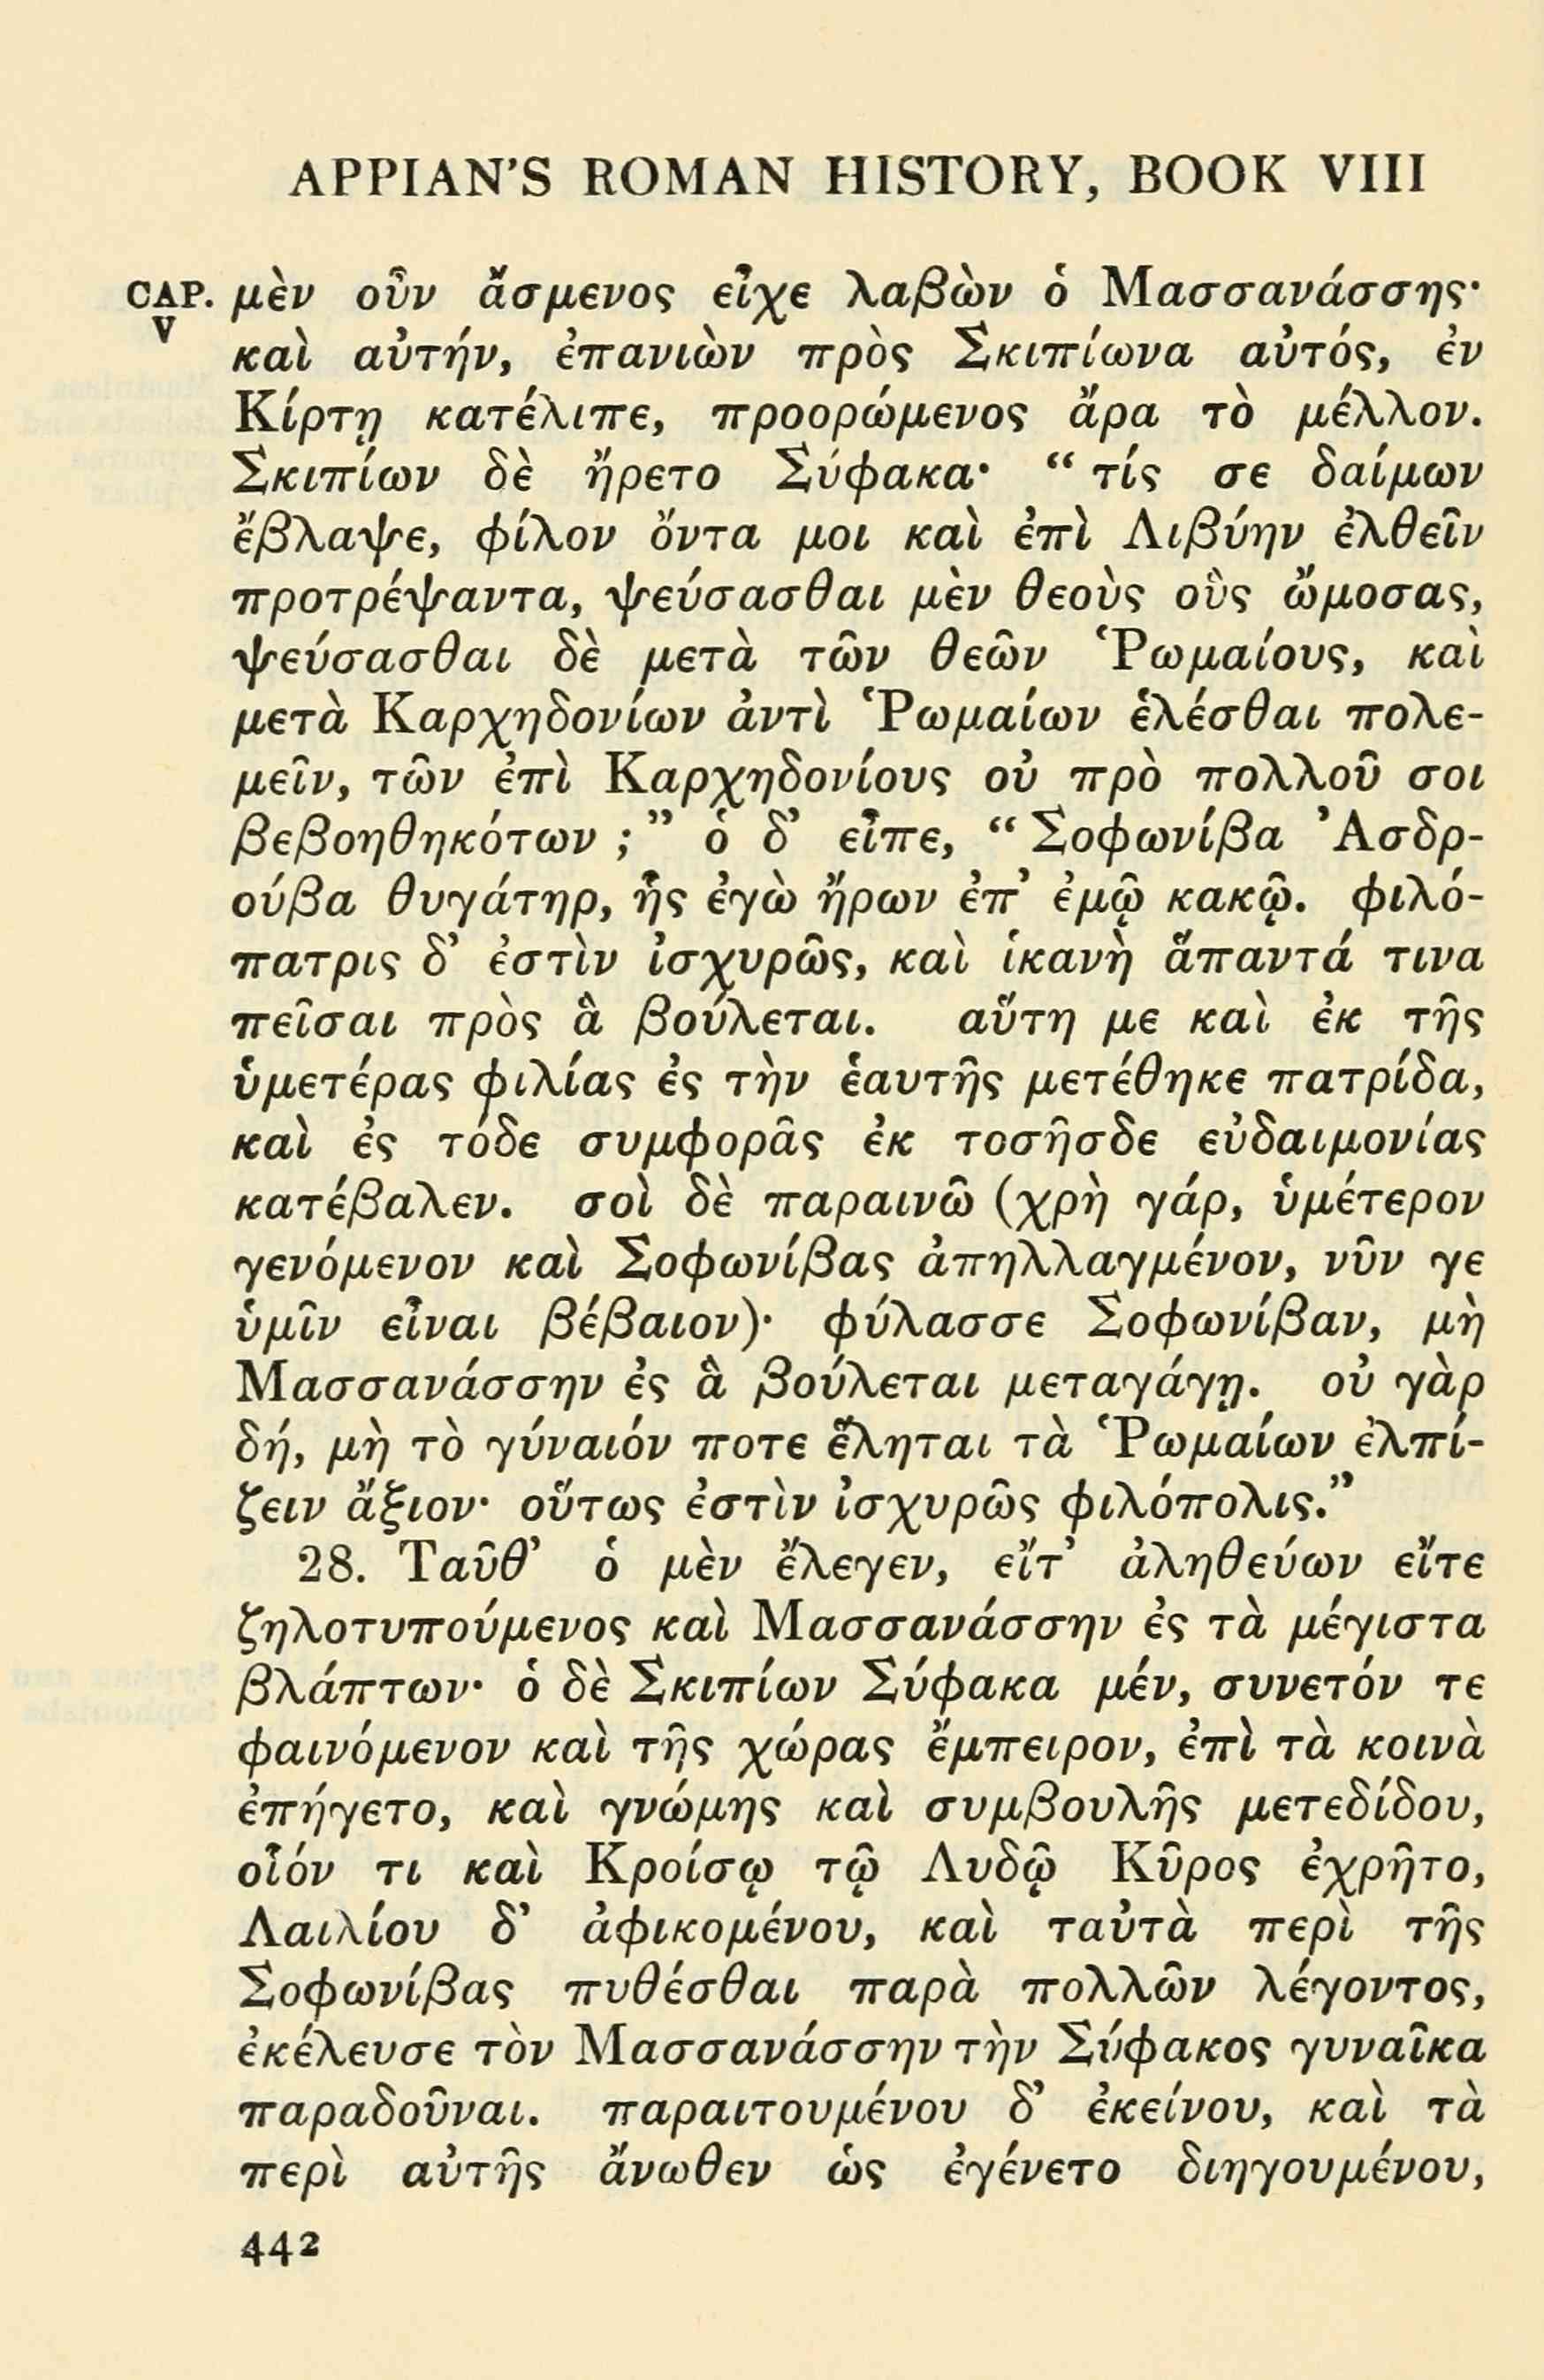 APPIAN'S ROMAN HISTORY, BOOK VIII
CAP. μὲν οὖν ἄσμενος εἶχε λαβὼν ὁ Μασσανάσσης·
V
καὶ αὐτήν, ἐπανιὼν πρὸς Σκιπίωνα αὐτός, ἐν
Κίρτῃ κατέλιπε, προορώμενος ἄρα τὸ μέλλον.
Σκιπίων δὲ ἤρετο Σύφακα· “τίς σε δαίμων
ἔβλαψε, φίλον ὄντα μοι καὶ ἐπὶ Λιβύην ἐλθεῖν
προτρέψαντα, ψεύσασθαι μὲν θεοὺς οὓς ὤμοσας,
ψεύσασθαι δὲ μετὰ τῶν θεῶν Ῥωμαίους, καὶ
μετὰ Καρχηδονίων ἀντὶ Ῥωμαίων ἑλέσθαι πολε-
μεῖν, τῶν ἐπὶ Καρχηδονίους οὐ πρὸ πολλοῦ σοι
βεβοηθηκότων ;” ὁ δ’ εἶπε, “Σοφωνίβα Ἀσδρ-
ούβα θυγάτηρ, ἧς ἐγὼ ἤρων ἐπ’ ἐμῷ κακῷ. φιλό-
πατρις δ’ ἐστὶν ἰσχυρῶς, καὶ ἱκανὴ ἅπαντά τινα
πεῖσαι πρὸς ἃ βούλεται. αὕτη με καὶ ἐκ τῆς
ὑμετέρας φιλίας ἐς τὴν ἑαυτῆς μετέθηκε πατρίδα,
καὶ ἐς τόδε συμφορᾶς ἐκ τοσῆσδε εὐδαιμονίας
κατέβαλεν. σοὶ δὲ παραινῶ (χρὴ γάρ, ὑμέτερον
γενόμενον καὶ Σοφωνίβας ἀπηλλαγμένον, νῦν γε
ὑμῖν εἶναι βέβαιον)· φύλασσε Σοφωνίβαν, μὴ
Μασσανάσσην ἐς ἃ βούλεται μεταγάγῃ. οὐ γὰρ
δή, μὴ τὸ γύναιόν ποτε ἕληται τὰ Ῥωμαίων ἐλπί-
ζειν ἄξιον· οὕτως ἐστὶν ἰσχυρῶς φιλόπολις.”
28. Ταῦθ’ ὁ μὲν ἔλεγεν, εἴτ’ ἀληθεύων εἴτε
ζηλοτυπούμενος καὶ Μασσανάσσην ἐς τὰ μέγιστα
βλάπτων· ὁ δὲ Σκιπίων Σύφακα μέν, συνετόν τε
φαινόμενον καὶ τῆς χώρας ἔμπειρον, ἐπὶ τὰ κοινὰ
ἐπήγετο, καὶ γνώμης καὶ συμβουλῆς μετεδίδου,
οἷόν τι καὶ Κροίσῳ τῷ Λυδῷ Κῦρος ἐχρῆτο,
Λαιλίου δ’ ἀφικομένου, καὶ ταὐτὰ περὶ τῆς
Σοφωνίβας πυθέσθαι παρὰ πολλῶν λέγοντος,
ἐκέλευσε τὸν Μασσανάσσην τὴν Σύφακος γυναῖκα
παραδοῦναι. παραιτουμένου δ’ ἐκείνου, καὶ τὰ
περὶ αὐτῆς ἄνωθεν ὡς ἐγένετο διηγουμένου,
442